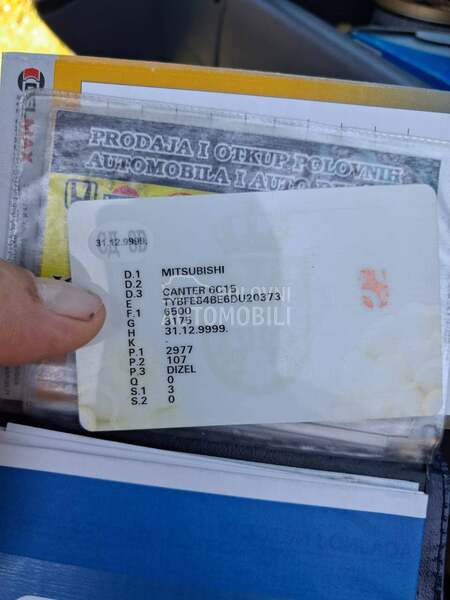 DELMAX
PRODAJA I OTKUP POLOVNIH
AUTOMOBILA I AUTO
31.12.9999.
D.1 MITSUBISHI
D.2
D.3 CANTER 6C15
E TYBFE84BE6DU20373
F.1 6500
G 3175
H 31.12.9999.
K -
P.1 2977
P.2 107
P.3 DIZEL
Q 0
S.1 3
S.2 0
POLOVNI
AUTOMOBILI